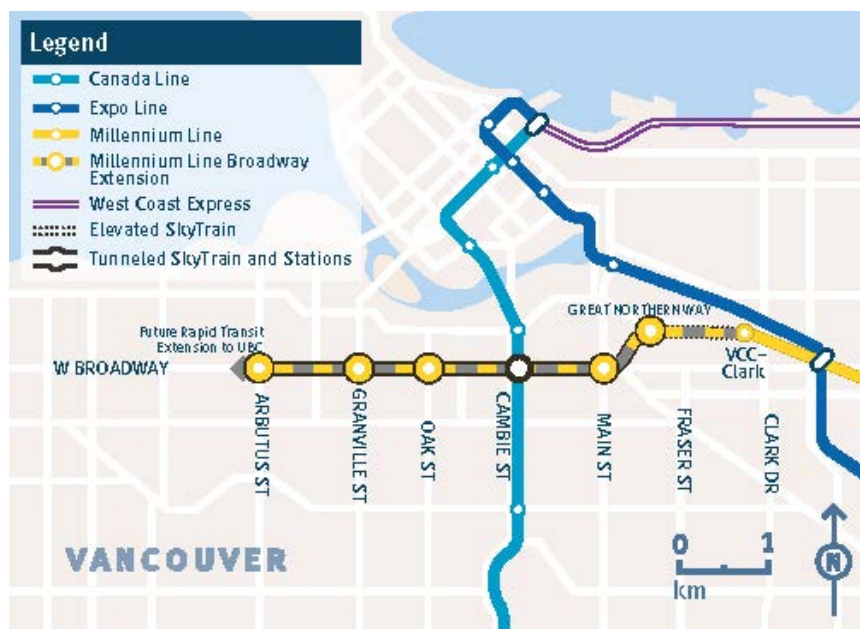 Legend
Canada Line
Expo Line
Millennium Line
Millennium Line Broadway
Extension
West Coast Express
Elevated SkyTrain
Tunneled SkyTrain and Stations
Future Rapid Transit
Extension to UBC
W BROADWAY
GREAT NORTHERN WAY
VCC–
Clark
ARBUTUS ST
GRANVILLE ST
OAK ST
CAMBIE ST
MAIN ST
FRASER ST
CLARK DR
VANCOUVER
0 1
km
N